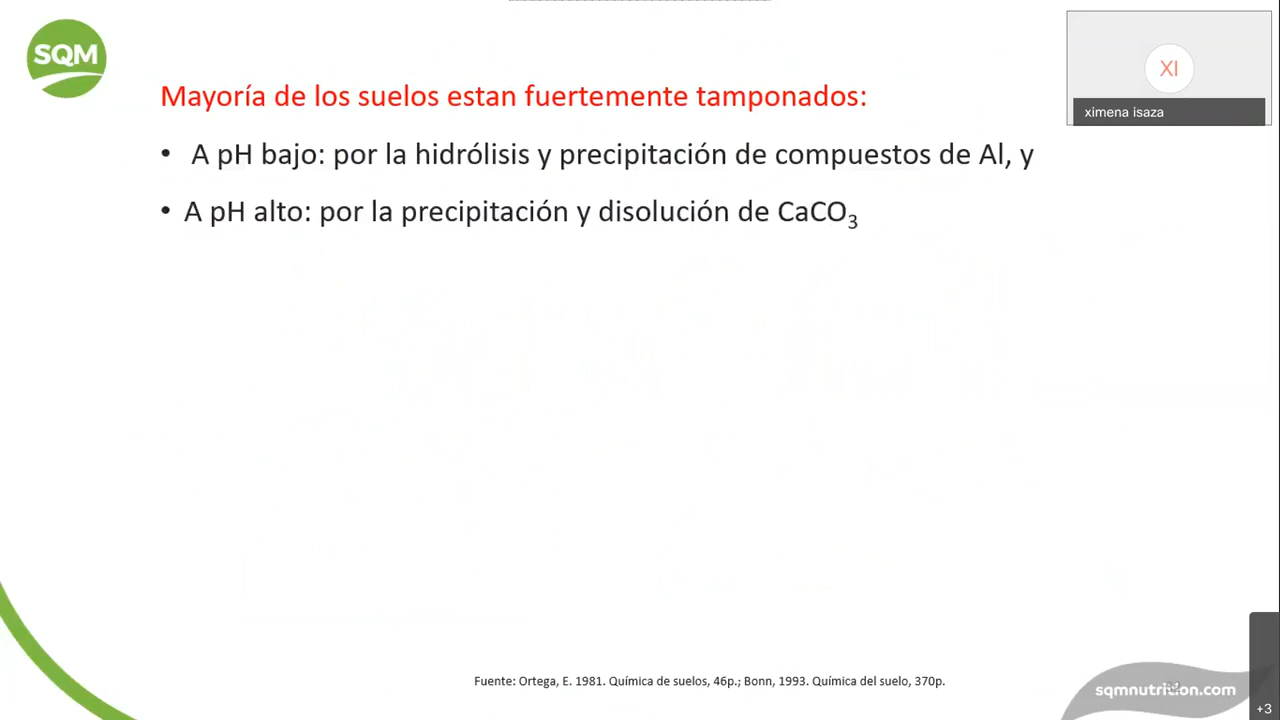 SQM
XI
ximena isaza
Mayoría de los suelos estan fuertemente tamponados:
• A pH bajo: por la hidrólisis y precipitación de compuestos de Al, y
• A pH alto: por la precipitación y disolución de CaCO₃
Fuente: Ortega, E. 1981. Química de suelos, 46p.; Bonn, 1993. Química del suelo, 370p.
sqmnutrition.com
+3